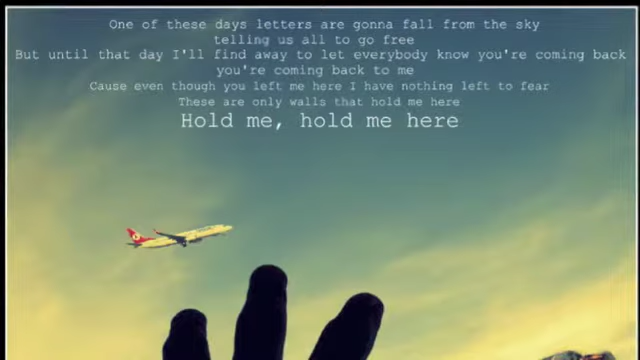 One of these days letters are gonna fall from the sky
telling us all to go free
But until that day I'll find away to let everybody know you're coming back
you're coming back to me
Cause even though you left me here I have nothing left to fear
These are only walls that hold me here
Hold me, hold me here